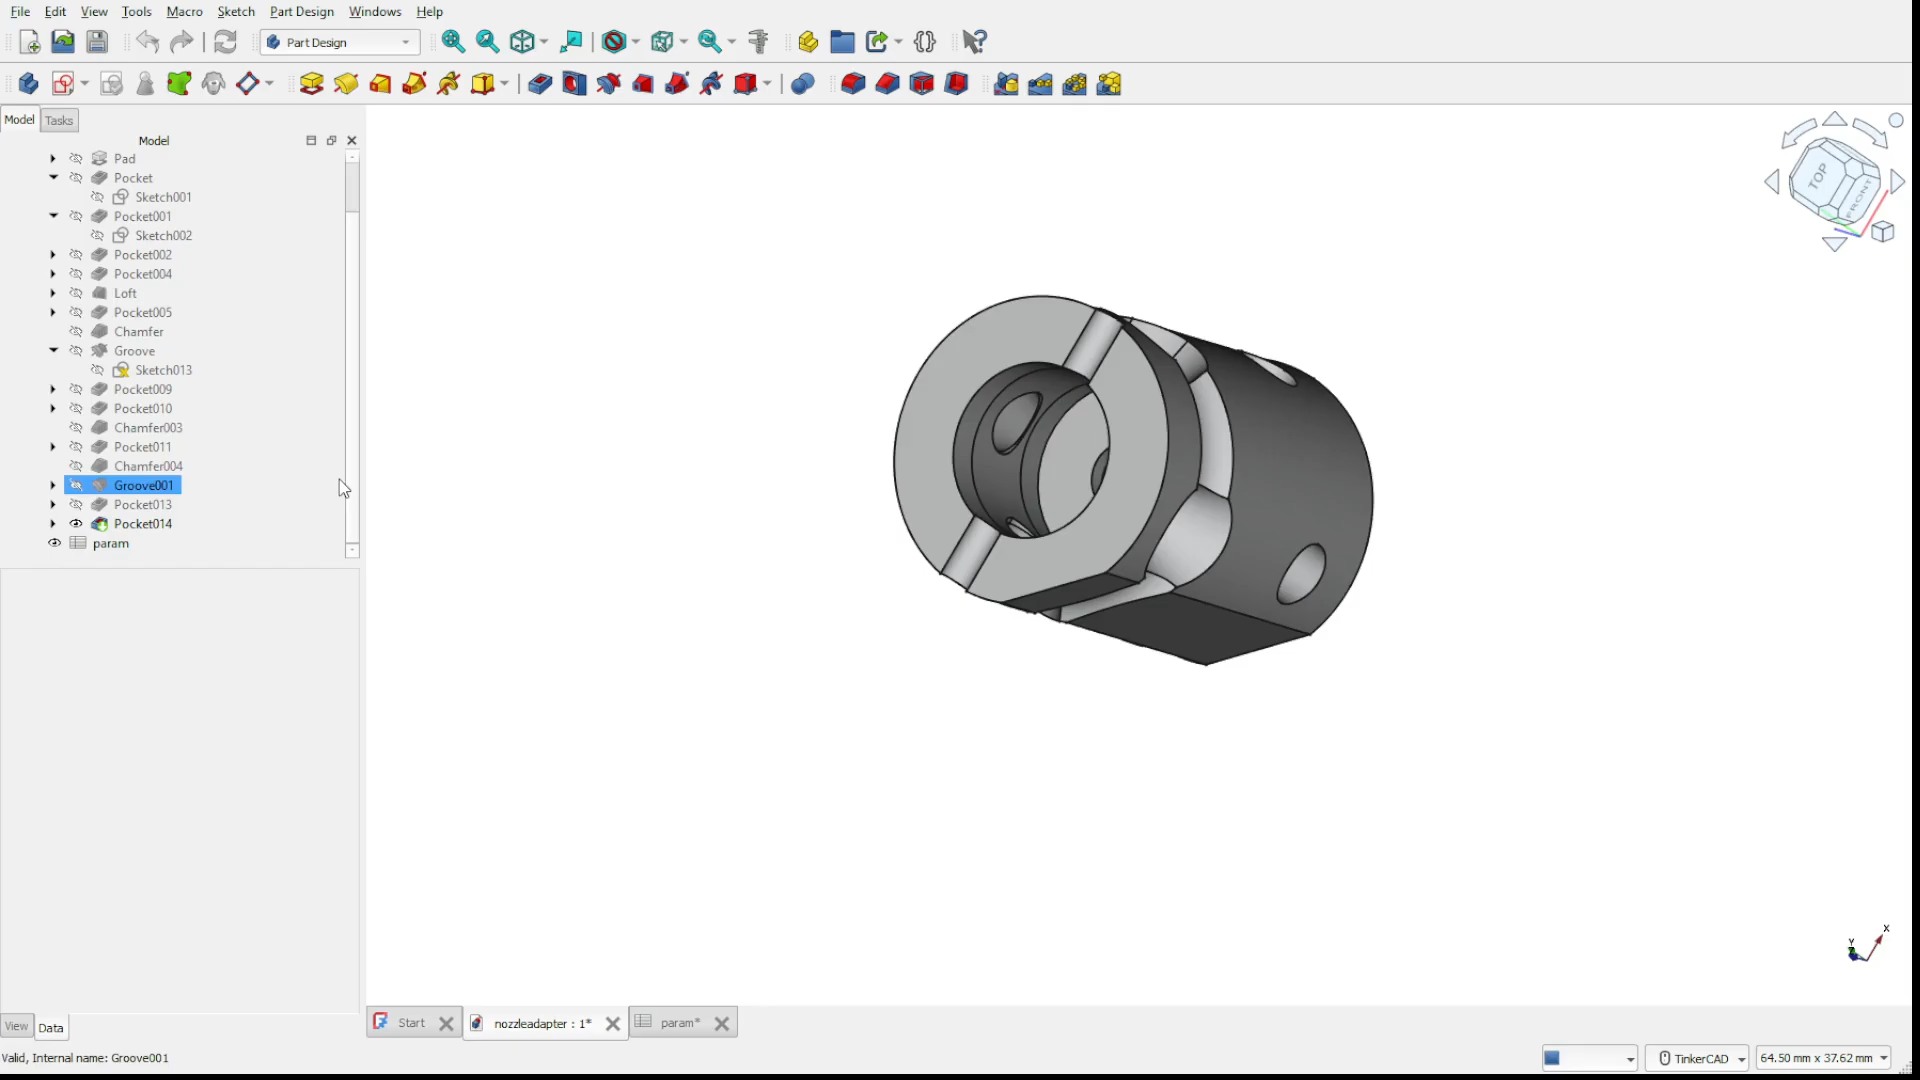 File Edit View Tools Macro Sketch Part Design Windows Help
Part Design
Model Tasks
Model
Pad
Pocket
Sketch001
Pocket001
Sketch002
Pocket002
Pocket004
Loft
Pocket005
Chamfer
Groove
Sketch013
Pocket009
Pocket010
Chamfer003
Pocket011
Chamfer004
Groove001
Pocket013
Pocket014
param
TOP
FRONT
X
Y
View Data
Start nozzleadapter : 1* param*
Valid, Internal name: Groove001
TinkerCAD 64.50 mm x 37.62 mm